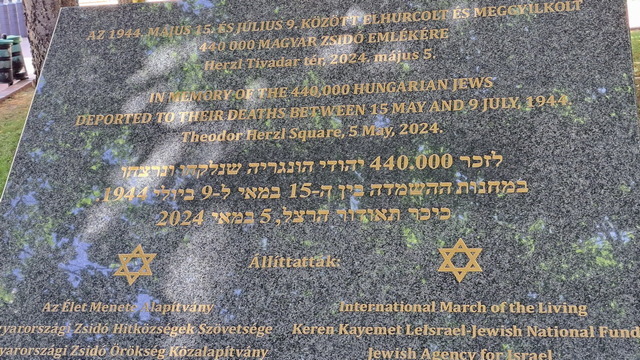 AZ 1944. MÁJUS 15. ÉS JÚLIUS 9. KÖZÖTT ELHURCOLT ÉS MEGGYILKOLT
440 000 MAGYAR ZSIDÓ EMLÉKÉRE
Herzl Tivadar tér, 2024. május 5.
IN MEMORY OF THE 440,000 HUNGARIAN JEWS
DEPORTED TO THEIR DEATHS BETWEEN 15 MAY AND 9 JULY, 1944.
Theodor Herzl Square, 5 May, 2024.
לזכר 440.000 יהודי הונגריה שנלקחו ונרצחו
במחנות ההשמדה בין ה-15 במאי ל-9 ביולי 1944.
כיכר תאודור הרצל, 5 במאי 2024
Állíttatták:
Az Élet Menete Alapítvány
Zsidó Hitközségek Szövetsége
Zsidó Örökség Közalapítvány
International March of the Living
Keren Kayemet LeIsrael-Jewish National Fund
Jewish Agency for Israel